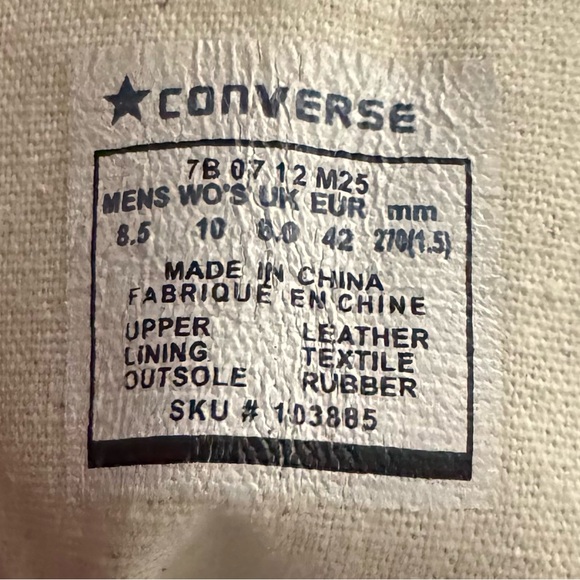 CONVERSE
7B 07 12 M25
MENS WO'S UK EUR mm
8.5 10 8.0 42 270(1.5)
MADE IN CHINA
FABRIQUE EN CHINE
UPPER LEATHER
LINING TEXTILE
OUTSOLE RUBBER
SKU # 103885